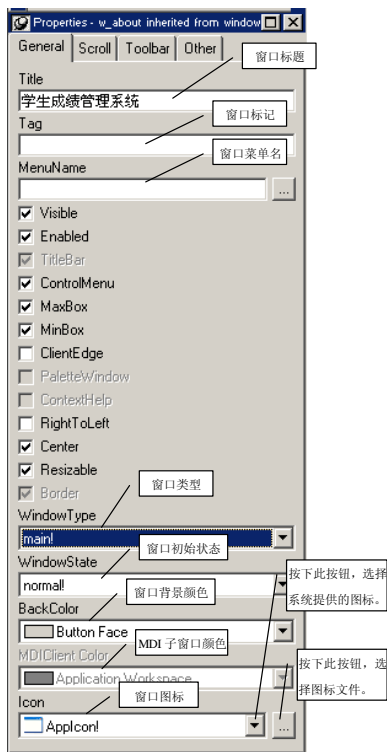 Properties - w_about inherited from window
General Scroll Toolbar Other
窗口标题
Title
学生成绩管理系统
窗口标记
Tag
窗口菜单名
MenuName
...
Visible
Enabled
TitleBar
ControlMenu
MaxBox
MinBox
ClientEdge
PaletteWindow
ContextHelp
RightToLeft
Center
Resizable
窗口类型
Border
WindowType
main!
窗口初始状态
WindowState
normal!
按下此按钮，选择
系统提供的图标。
窗口背景颜色
BackColor
Button Face
MDI 子窗口颜色
MDIClient Color
Application Workspace
按下此按钮，选
择图标文件。
窗口图标
Icon
AppIcon!
...